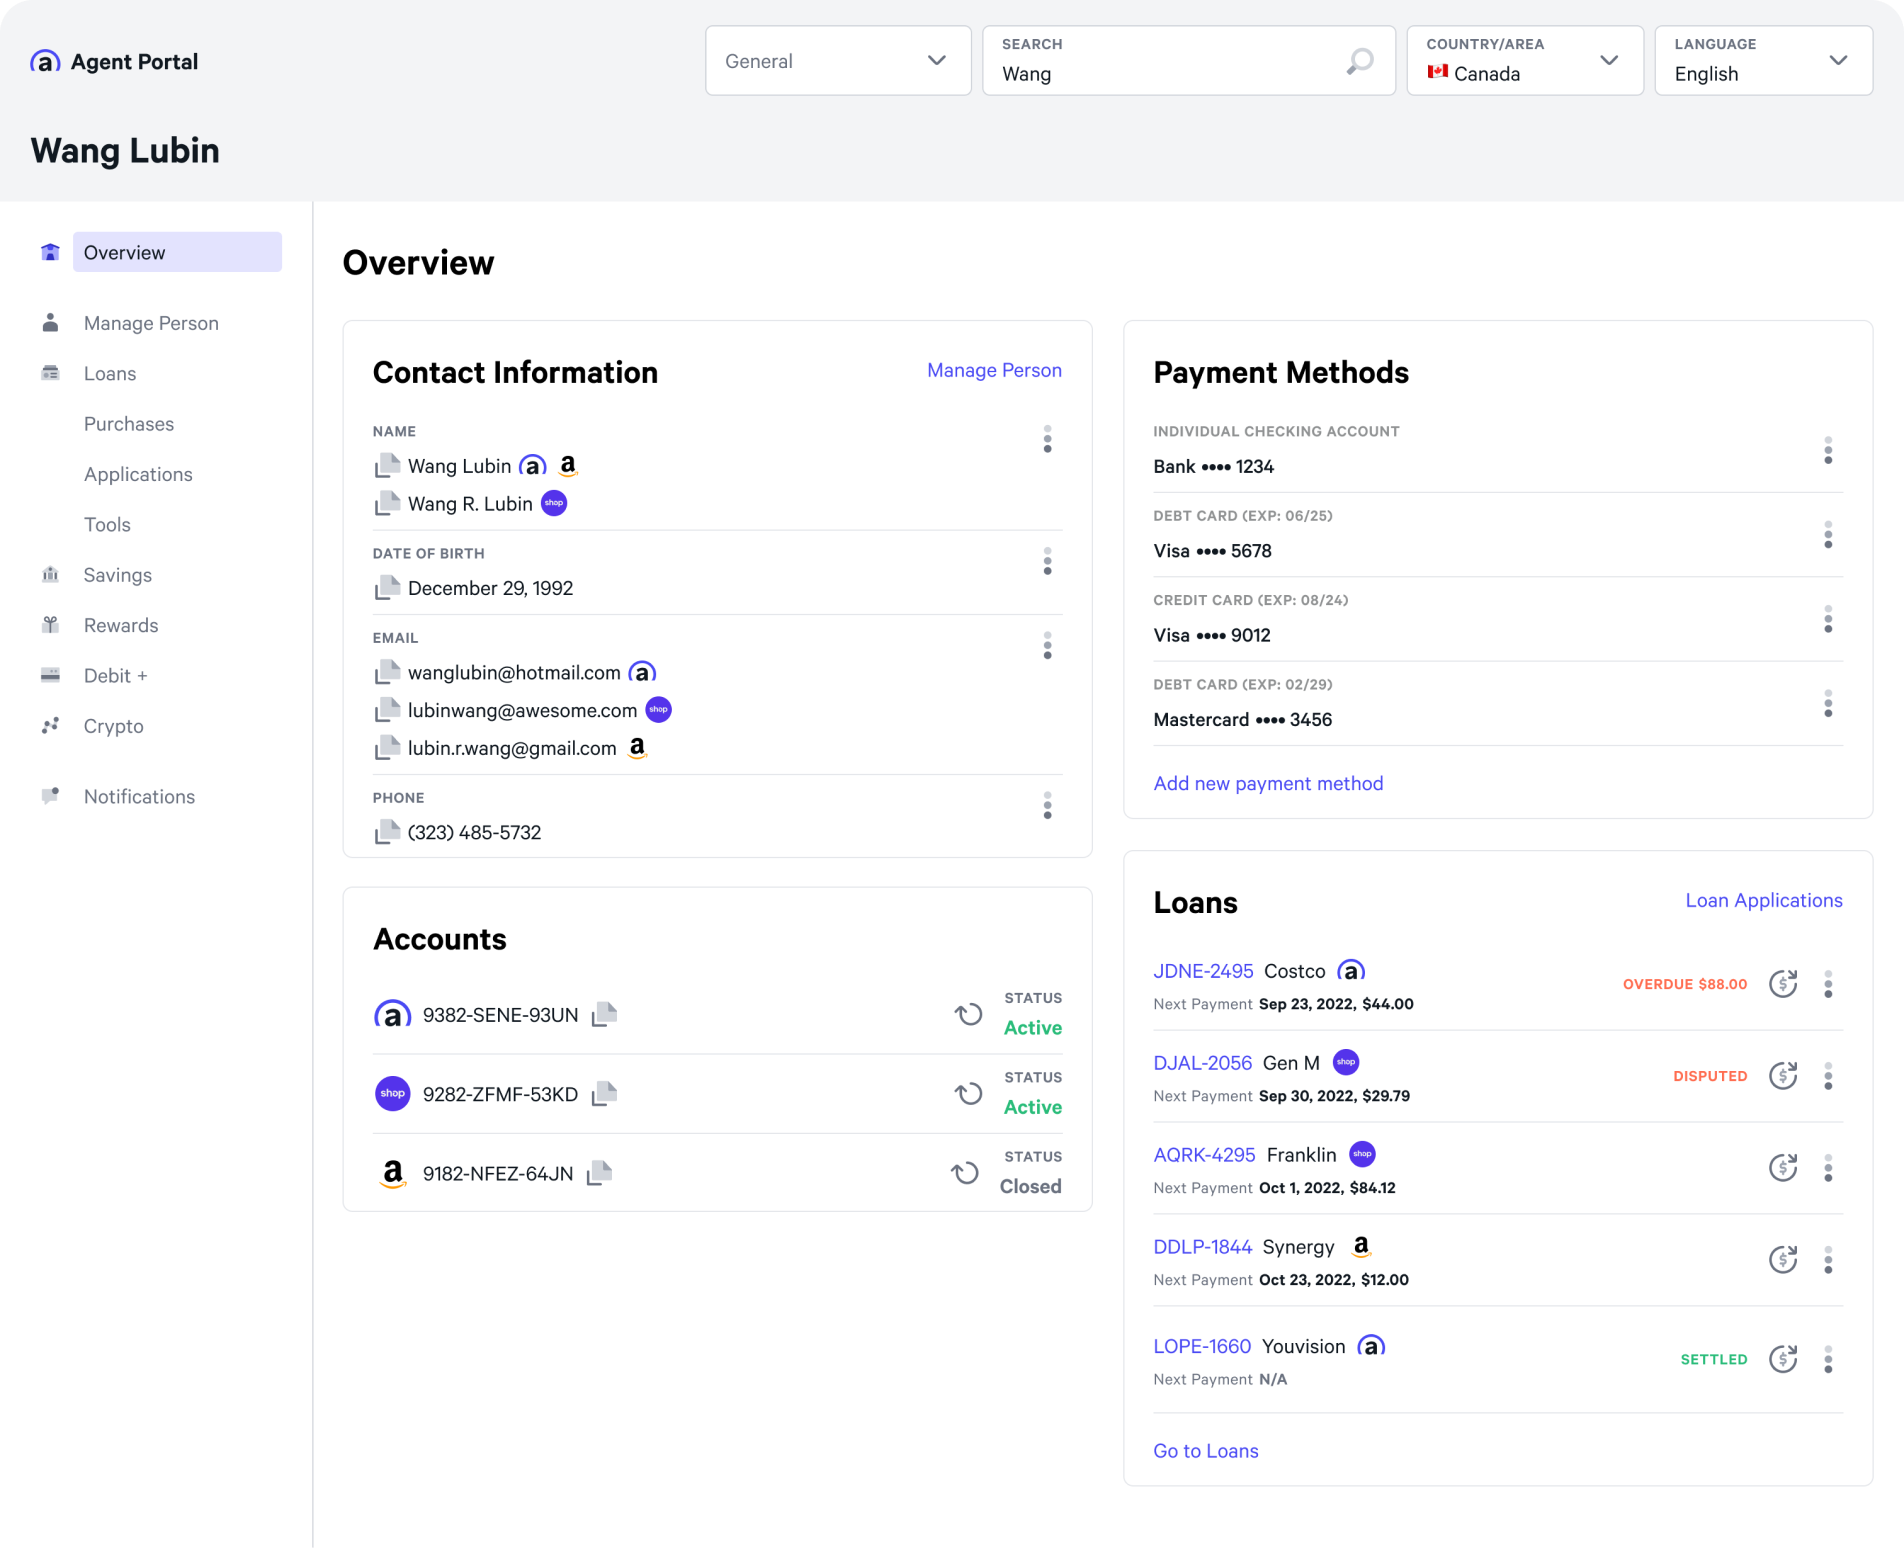 a Agent Portal
General
SEARCH
Wang
COUNTRY/AREA
Canada
LANGUAGE
English
Wang Lubin
Overview
Manage Person
Loans
Purchases
Applications
Tools
Savings
Rewards
Debit +
Crypto
Notifications
Overview
Contact Information
Manage Person
NAME
Wang Lubin a a
Wang R. Lubin shop
DATE OF BIRTH
December 29, 1992
EMAIL
wanglubin@hotmail.com a
lubinwang@awesome.com shop
lubin.r.wang@gmail.com a
PHONE
(323) 485-5732
Accounts
a 9382-SENE-93UN
STATUS
Active
shop 9282-ZFMF-53KD
STATUS
Active
a 9182-NFEZ-64JN
STATUS
Closed
Payment Methods
INDIVIDUAL CHECKING ACCOUNT
Bank •••• 1234
DEBT CARD (EXP: 06/25)
Visa •••• 5678
CREDIT CARD (EXP: 08/24)
Visa •••• 9012
DEBT CARD (EXP: 02/29)
Mastercard •••• 3456
Add new payment method
Loans
Loan Applications
JDNE-2495 Costco a
Next Payment Sep 23, 2022, $44.00
OVERDUE $88.00
$
DJAL-2056 Gen M shop
Next Payment Sep 30, 2022, $29.79
DISPUTED
$
AQRK-4295 Franklin shop
Next Payment Oct 1, 2022, $84.12
$
DDLP-1844 Synergy a
Next Payment Oct 23, 2022, $12.00
$
LOPE-1660 Youvision a
Next Payment N/A
SETTLED
$
Go to Loans